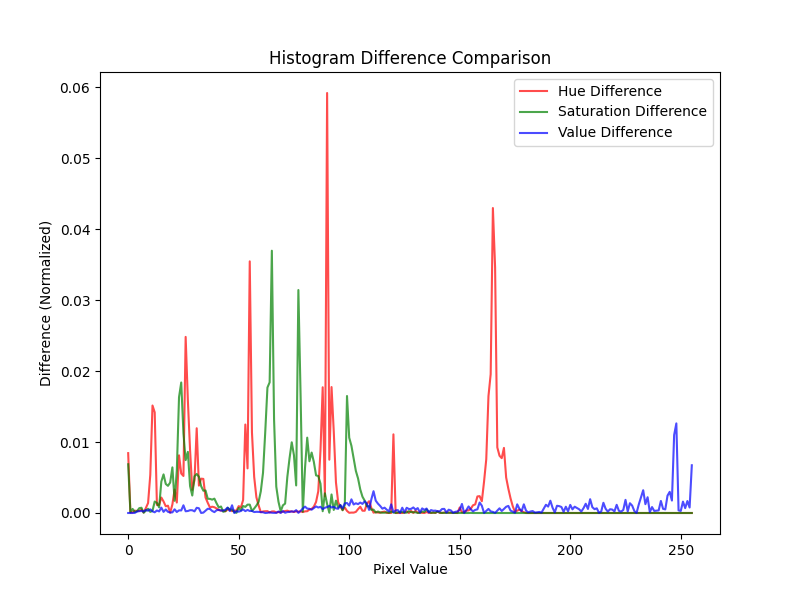 Histogram Difference Comparison
Hue Difference
Saturation Difference
Value Difference
Difference (Normalized)
0.06
0.05
0.04
0.03
0.02
0.01
0.00
0 50 100 150 200 250
Pixel Value